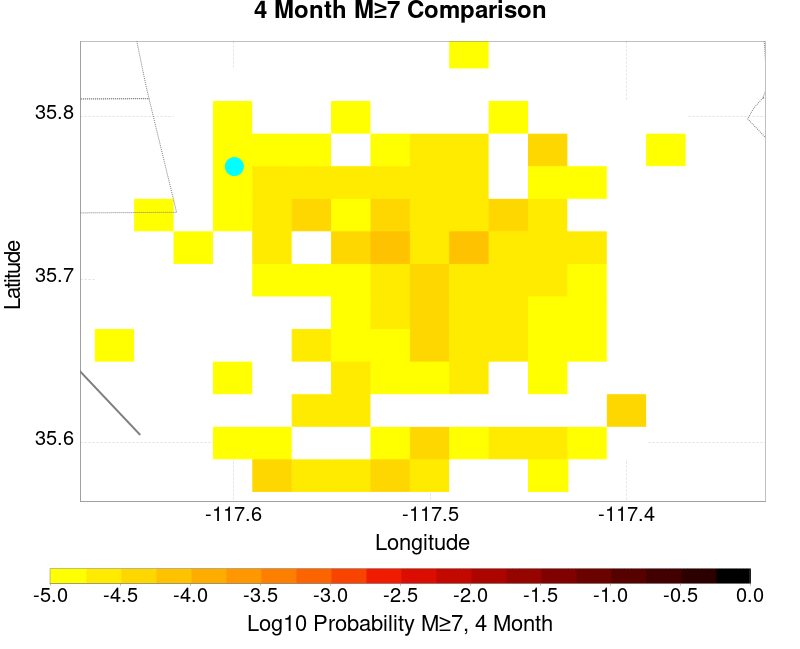 4 Month M≥7 Comparison
35.8
35.7
35.6
Latitude
-117.6 -117.5 -117.4
Longitude
-5.0 -4.5 -4.0 -3.5 -3.0 -2.5 -2.0 -1.5 -1.0 -0.5 0.0
Log10 Probability M≥7, 4 Month